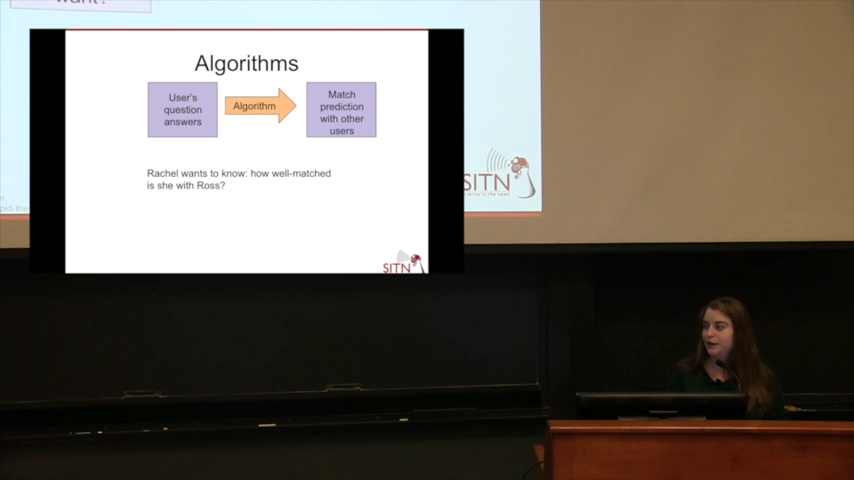 want?
Algorithms
User's
question
answers
Algorithm
Match
prediction
with other
users
Rachel wants to know: how well-matched
is she with Ross?
SITN
SITN